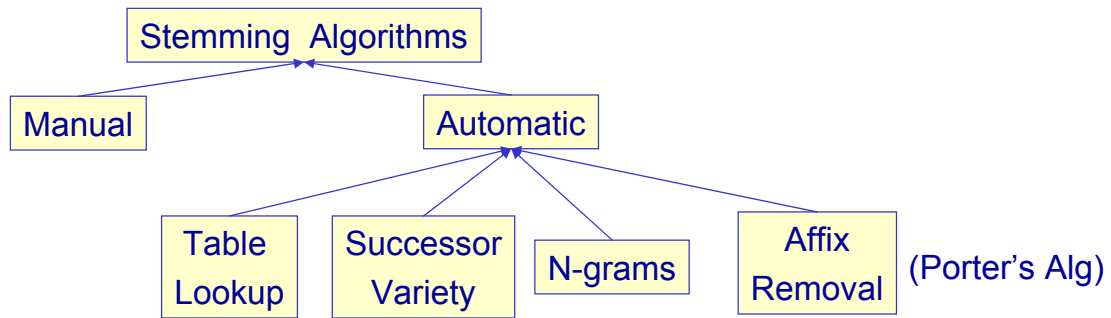 Stemming Algorithms
Manual
Automatic
Table
Lookup
Successor
Variety
N-grams
Affix
Removal
(Porter's Alg)